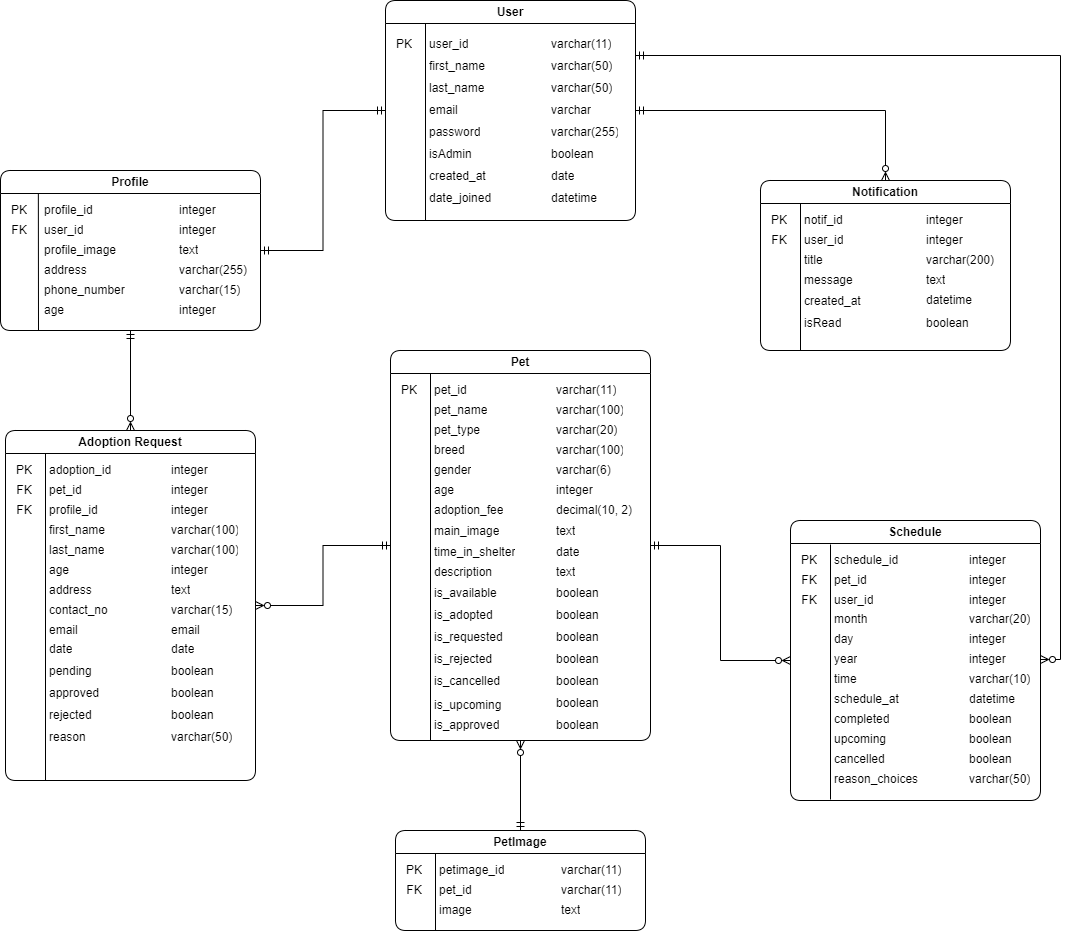 User
PK user_id varchar(11)
first_name varchar(50)
last_name varchar(50)
email varchar
password varchar(255)
isAdmin boolean
created_at date
date_joined datetime
Profile
PK profile_id integer
FK user_id integer
profile_image text
address varchar(255)
phone_number varchar(15)
age integer
Notification
PK notif_id integer
FK user_id integer
title varchar(200)
message text
created_at datetime
isRead boolean
Pet
PK pet_id varchar(11)
pet_name varchar(100)
pet_type varchar(20)
breed varchar(100)
gender varchar(6)
age integer
adoption_fee decimal(10, 2)
main_image text
time_in_shelter date
description text
is_available boolean
is_adopted boolean
is_requested boolean
is_rejected boolean
is_cancelled boolean
is_upcoming boolean
is_approved boolean
Adoption Request
PK adoption_id integer
FK pet_id integer
FK profile_id integer
first_name varchar(100)
last_name varchar(100)
age integer
address text
contact_no varchar(15)
email email
date date
pending boolean
approved boolean
rejected boolean
reason varchar(50)
Schedule
PK schedule_id integer
FK pet_id integer
FK user_id integer
month varchar(20)
day integer
year integer
time varchar(10)
schedule_at datetime
completed boolean
upcoming boolean
cancelled boolean
reason_choices varchar(50)
PetImage
PK petimage_id varchar(11)
FK pet_id varchar(11)
image text